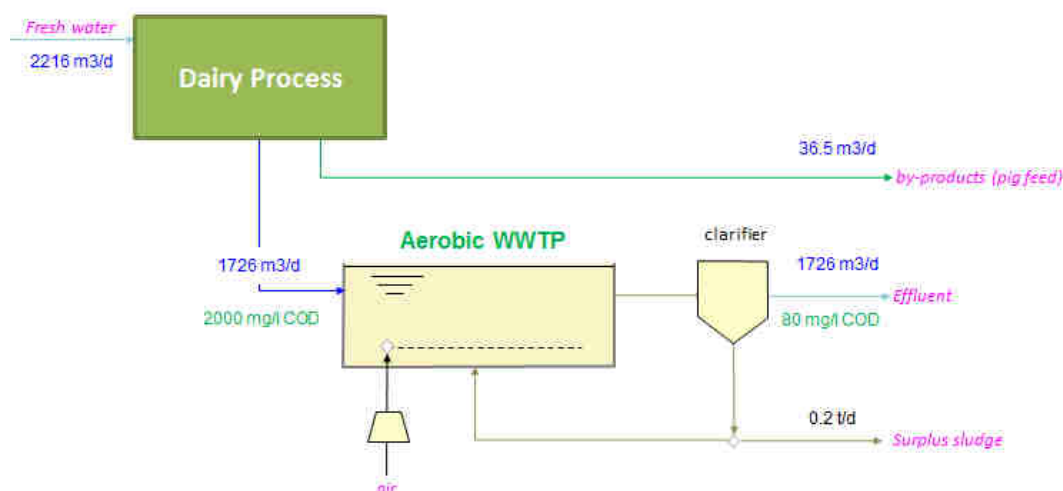 Fresh water
2216 m3/d
Dairy Process
36.5 m3/d
by-products (pig feed)
Aerobic WWTP
clarifier
1726 m3/d
1726 m3/d
Effluent
2000 mg/l COD
80 mg/l COD
0.2 t/d
Surplus sludge
air